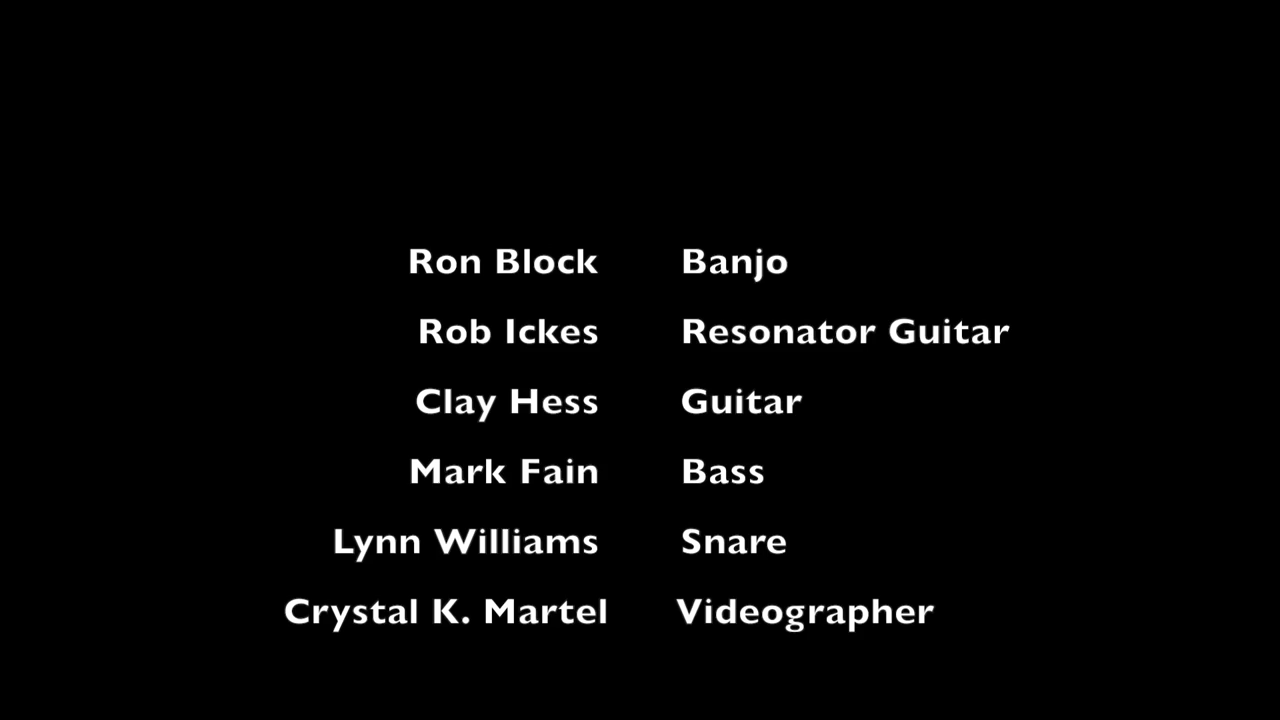 Ron Block Banjo
Rob Ickes Resonator Guitar
Clay Hess Guitar
Mark Fain Bass
Lynn Williams Snare
Crystal K. Martel Videographer